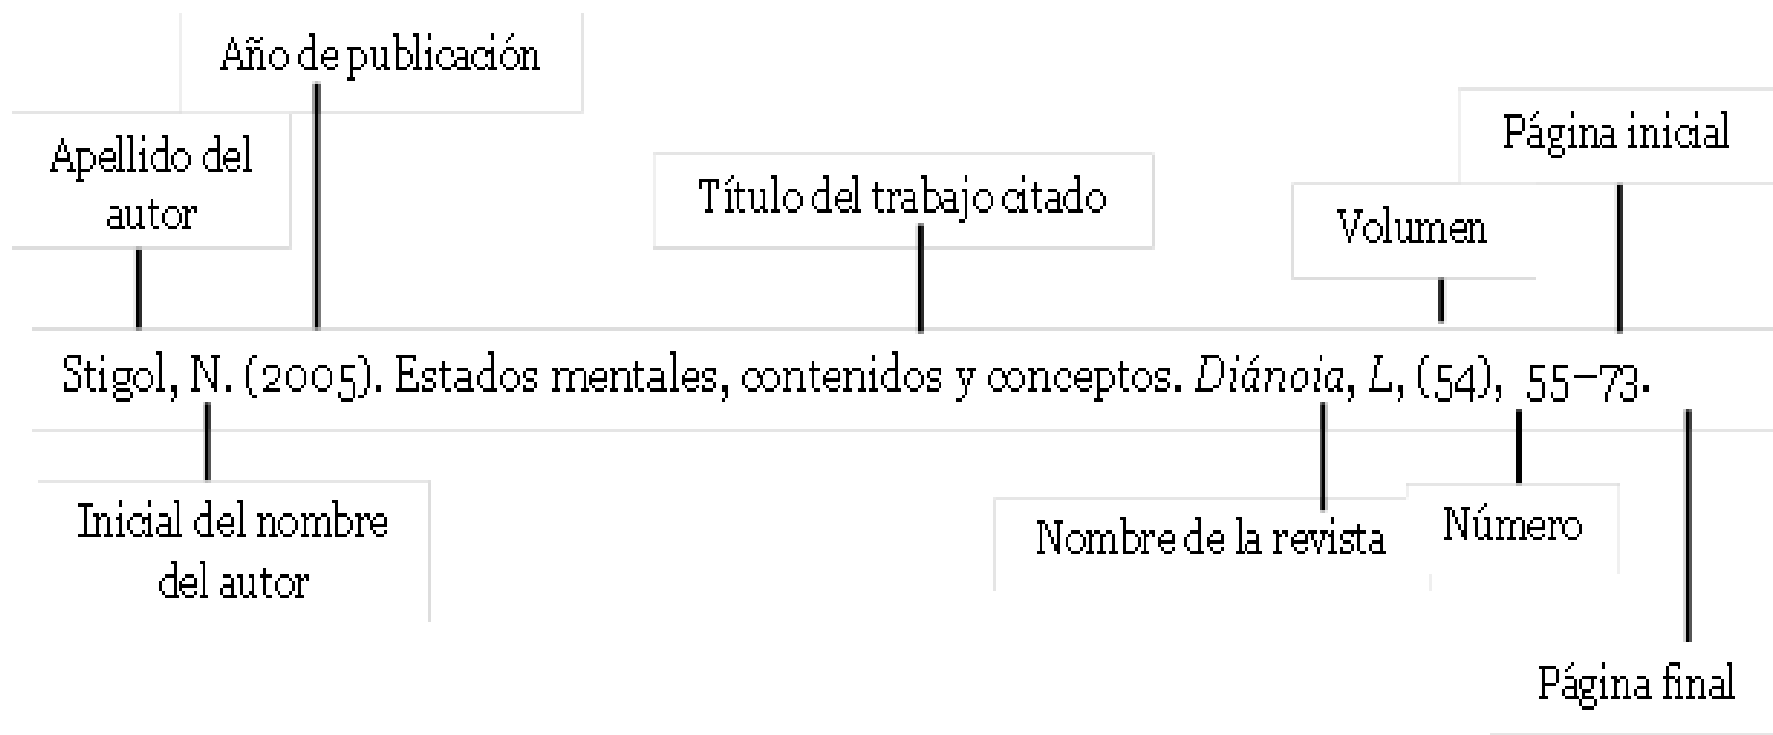 Año de publicación
Apellido del
autor
Título del trabajo citado
Página inicial
Volumen
Stigol, N. (2005). Estados mentales, contenidos y conceptos. Diánoia, L, (54), 55–73.
Inicial del nombre
del autor
Nombre de la revista
Número
Página final